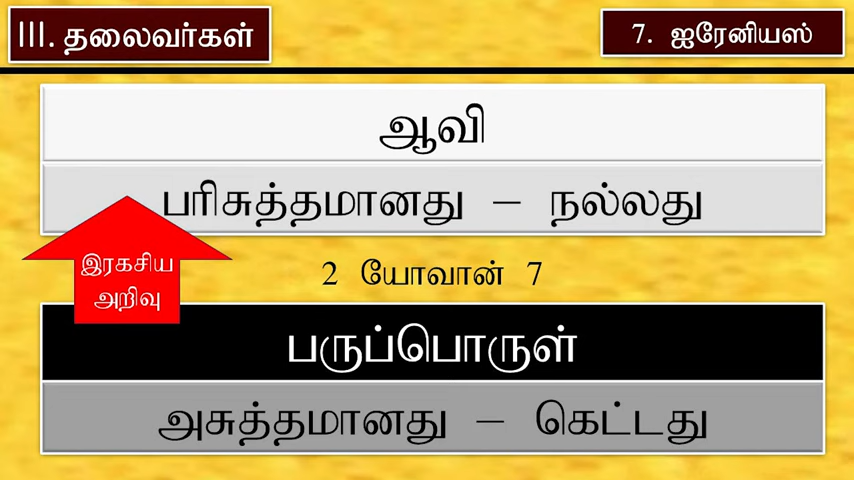 III. தலைவர்கள்
7. ஐரேனியஸ்
ஆவி
பரிசுத்தமானது – நல்லது
இரகசிய
அறிவு
2 யோவான் 7
பருப்பொருள்
அசுத்தமானது – கெட்டது